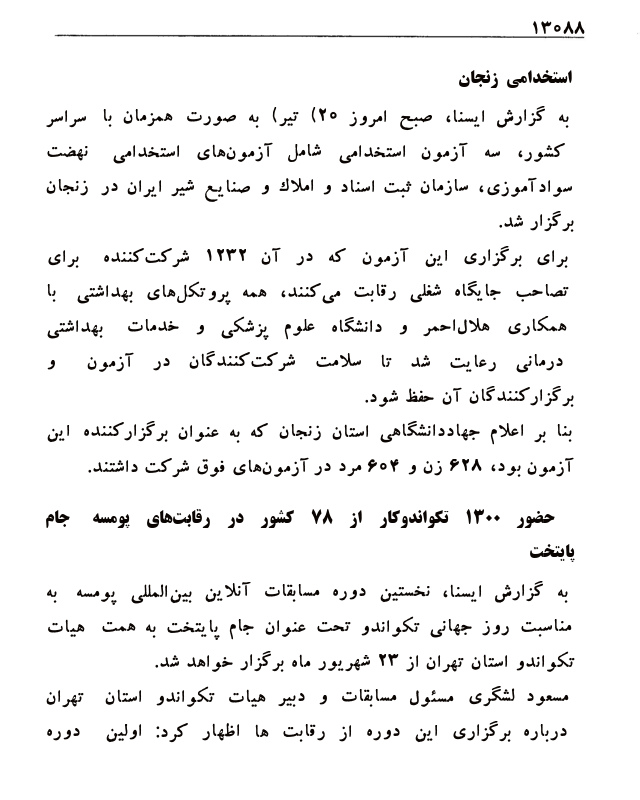 ۱۳۰۸۸
استخدامی زنجان
به گزارش ایسنا، صبح امروز ۲۰) تیر) به صورت همزمان با سراسر
کشور، سه آزمون استخدامی شامل آزمون‌های استخدامی نهضت
سوادآموزی، سازمان ثبت اسناد و املاک و صنایع شیر ایران در زنجان
برگزار شد.
برای برگزاری این آزمون که در آن ۱۲۳۲ شرکت‌کننده برای
تصاحب جایگاه شغلی رقابت می‌کنند، همه پروتکل‌های بهداشتی با
همکاری هلال‌احمر و دانشگاه علوم پزشکی و خدمات بهداشتی
درمانی رعایت شد تا سلامت شرکت‌کنندگان در آزمون و
برگزارکنندگان آن حفظ شود.
بنا بر اعلام جهاددانشگاهی استان زنجان که به عنوان برگزارکننده این
آزمون بود، ۶۲۸ زن و ۶۰۴ مرد در آزمون‌های فوق شرکت داشتند.
حضور ۱۳۰۰ تکواندوکار از ۷۸ کشور در رقابت‌های پومسه جام
پایتخت
به گزارش ایسنا، نخستین دوره مسابقات آنلاین بین‌المللی پومسه به
مناسبت روز جهانی تکواندو تحت عنوان جام پایتخت به همت هیات
تکواندو استان تهران از ۲۳ شهریور ماه برگزار خواهد شد.
مسعود لشگری مسئول مسابقات و دبیر هیات تکواندو استان تهران
درباره برگزاری این دوره از رقابت ها اظهار کرد: اولین دوره